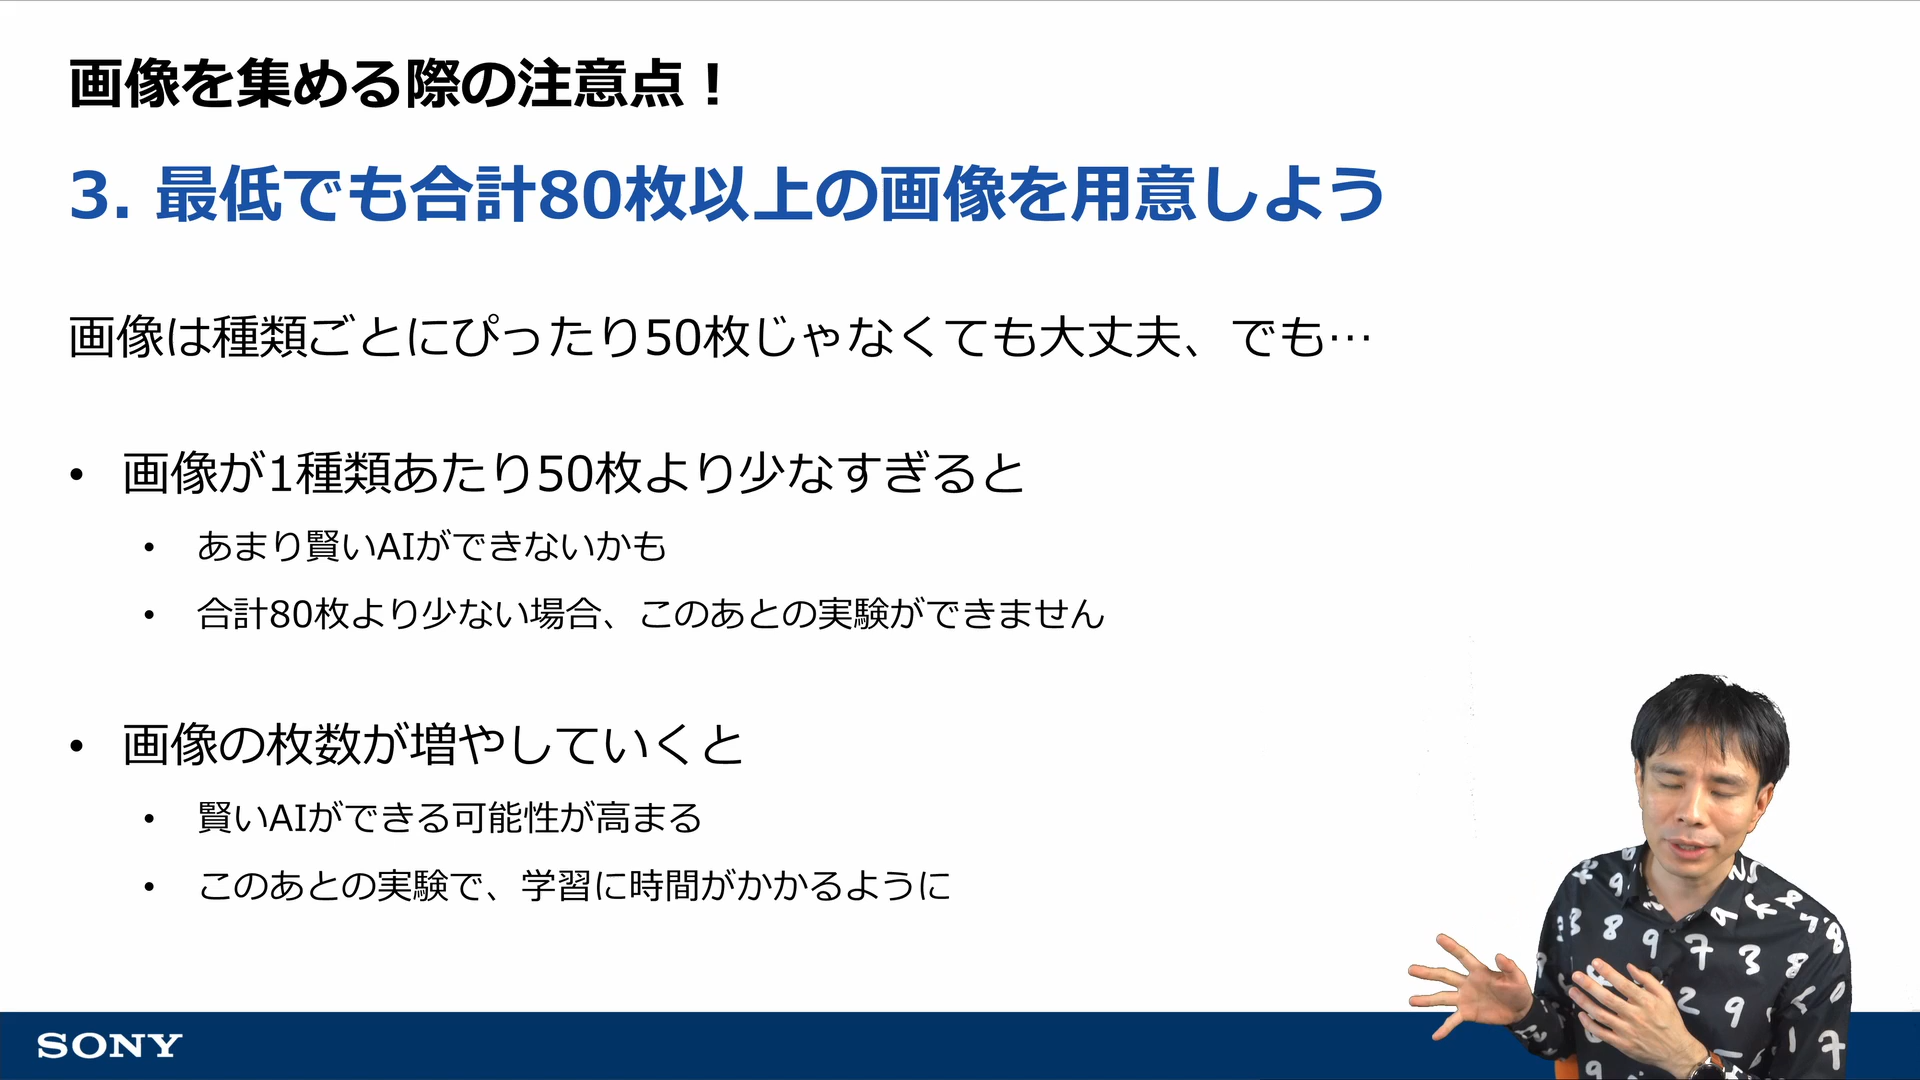 画像を集める際の注意点！
3. 最低でも合計80枚以上の画像を用意しよう
画像は種類ごとにぴったり50枚じゃなくても大丈夫、でも…
• 画像が1種類あたり50枚より少なすぎると
• あまり賢いAIができないかも
• 合計80枚より少ない場合、このあとの実験ができません
• 画像の枚数が増やしていくと
• 賢いAIができる可能性が高まる
• このあとの実験で、学習に時間がかかるように
SONY